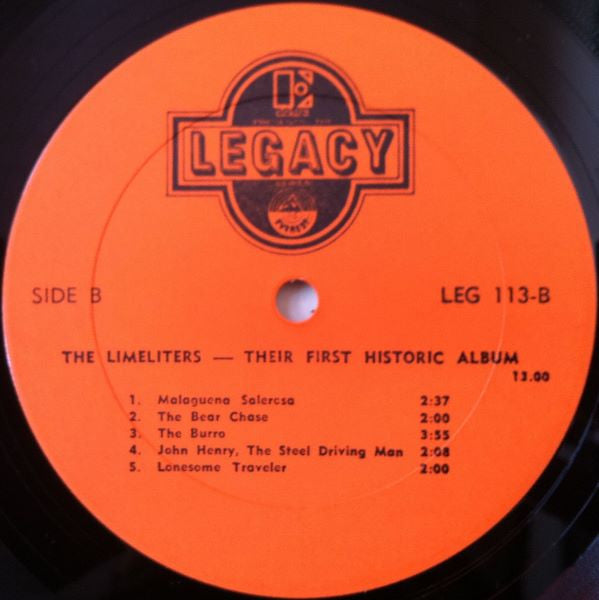 LEGACY
EVEREST
SIDE B
LEG 113-B
THE LIMELITERS — THEIR FIRST HISTORIC ALBUM
13.00
1. Malaguena Salerosa 2:37
2. The Bear Chase 2:00
3. The Burro 3:55
4. John Henry, The Steel Driving Man 2:08
5. Lonesome Traveler 2:00